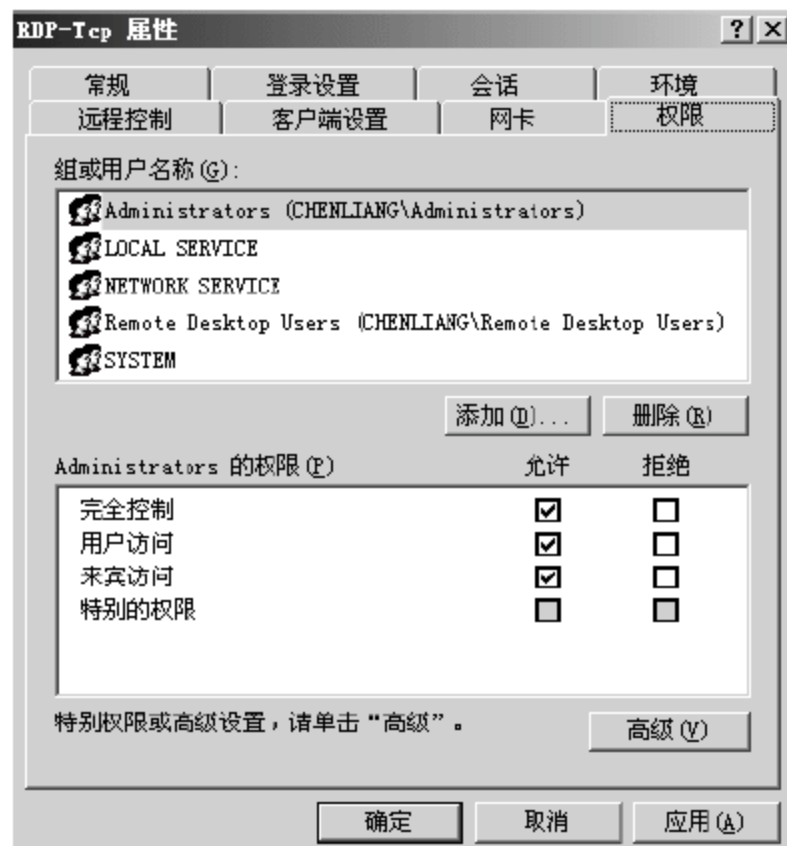 RDP-Tcp 属性
常规 登录设置 会话 环境
远程控制 客户端设置 网卡 权限
组或用户名称(G):
Administrators (CHENLIANG\Administrators)
LOCAL SERVICE
NETWORK SERVICE
Remote Desktop Users (CHENLIANG\Remote Desktop Users)
SYSTEM
添加(D)... 删除(R)
Administrators 的权限(P) 允许 拒绝
完全控制
用户访问
来宾访问
特别的权限
特别权限或高级设置，请单击“高级”。
高级(V)
确定 取消 应用(A)